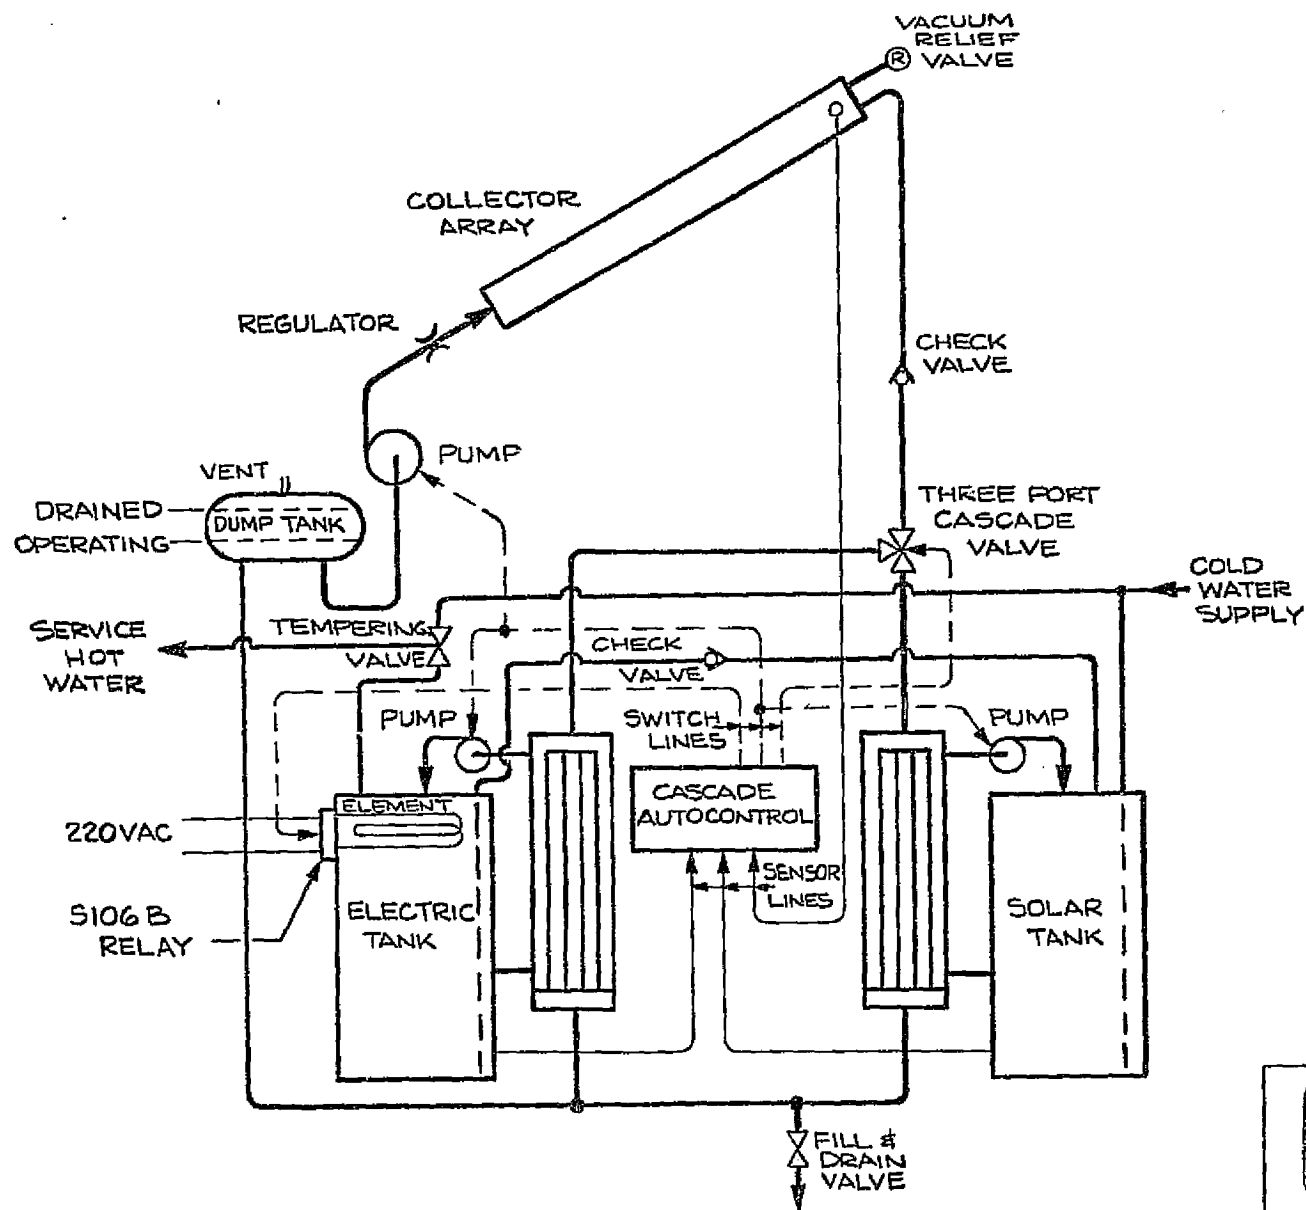 VACUUM
RELIEF
VALVE
R
COLLECTOR
ARRAY
REGULATOR
CHECK
VALVE
PUMP
VENT
DRAINED
DUMP TANK
OPERATING
THREE PORT
CASCADE
VALVE
COLD
WATER
SUPPLY
SERVICE
HOT
WATER
TEMPERING
VALVE
CHECK
VALVE
PUMP
SWITCH
LINES
PUMP
ELEMENT
220VAC
CASCADE
AUTOCONTROL
SENSOR
LINES
S106B
RELAY
ELECTRIC
TANK
SOLAR
TANK
FILL &
DRAIN
VALVE